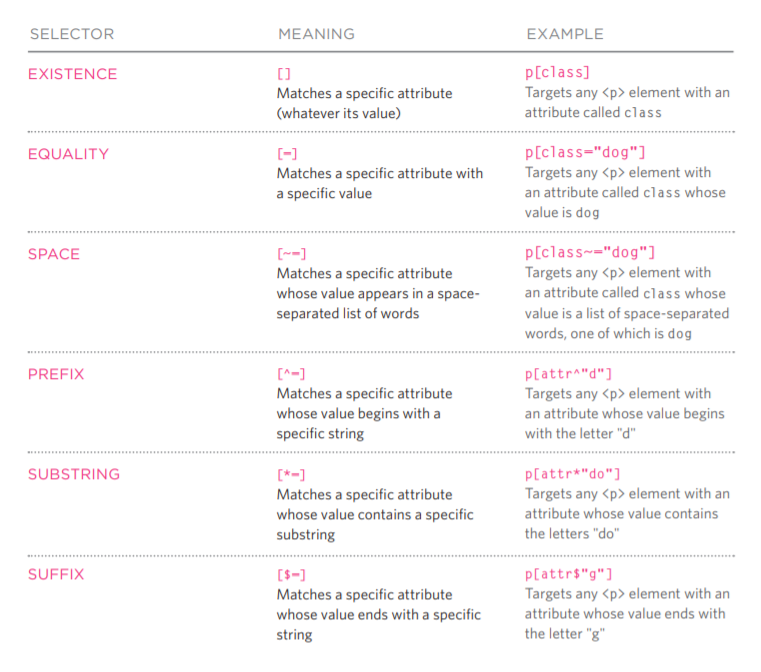 SELECTOR MEANING EXAMPLE
EXISTENCE
[]
Matches a specific attribute
(whatever its value)
p[class]
Targets any <p> element with an
attribute called class
EQUALITY
[=]
Matches a specific attribute with
a specific value
p[class="dog"]
Targets any <p> element with
an attribute called class whose
value is dog
SPACE
[~=]
Matches a specific attribute
whose value appears in a space-
separated list of words
p[class~="dog"]
Targets any <p> element with
an attribute called class whose
value is a list of space-separated
words, one of which is dog
PREFIX
[^=]
Matches a specific attribute
whose value begins with a
specific string
p[attr^"d"]
Targets any <p> element with
an attribute whose value begins
with the letter "d"
SUBSTRING
[*=]
Matches a specific attribute
whose value contains a specific
substring
p[attr*"do"]
Targets any <p> element with an
attribute whose value contains
the letters "do"
SUFFIX
[$=]
Matches a specific attribute
whose value ends with a specific
string
p[attr$"g"]
Targets any <p> element with an
attribute whose value ends with
the letter "g"